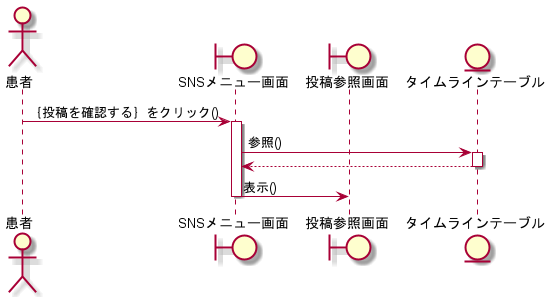 患者
SNSメニュー画面
投稿参照画面
タイムラインテーブル
{投稿を確認する} をクリック()
参照()
表示()
患者
SNSメニュー画面
投稿参照画面
タイムラインテーブル